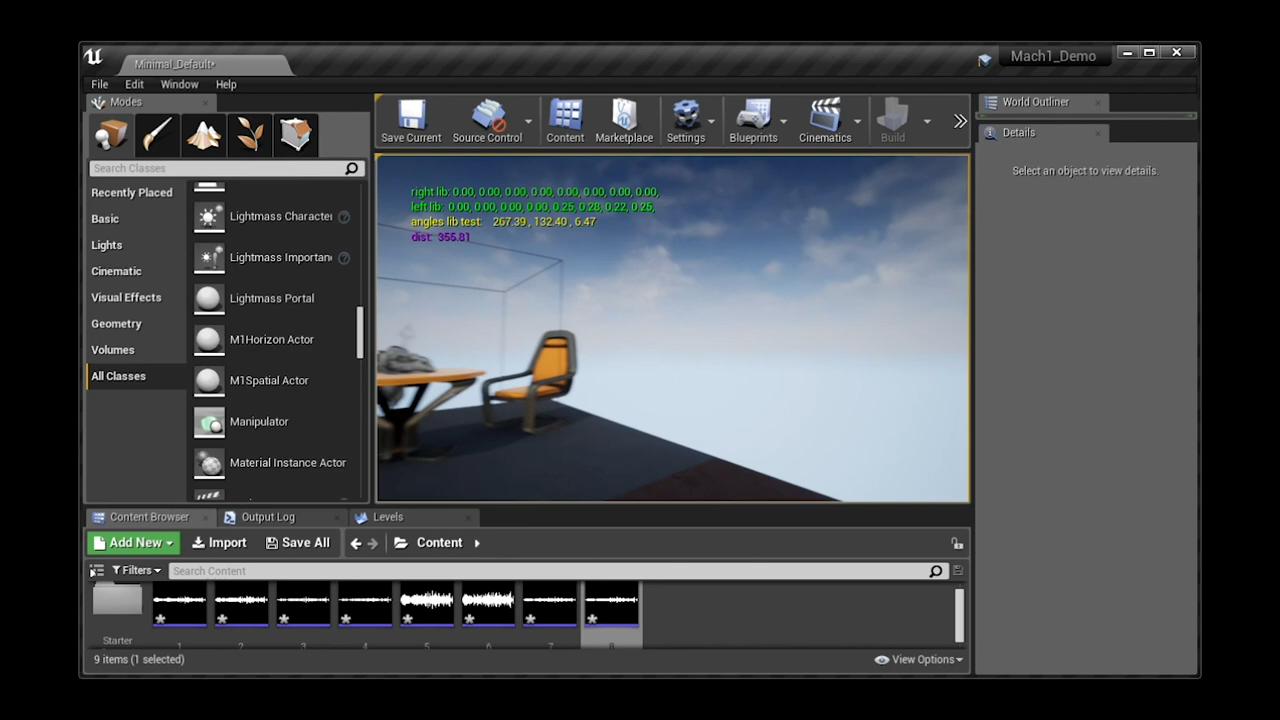 Minimal_Default*
Mach1_Demo
File Edit Window Help
Modes
World Outliner
Save Current
Source Control
Content
Marketplace
Settings
Blueprints
Cinematics
Build
Details
Select an object to view details.
Search Classes
Recently Placed
Basic
Lights
Cinematic
Visual Effects
Geometry
Volumes
All Classes
Lightmass Character
Lightmass Importan
Lightmass Portal
M1Horizon Actor
M1Spatial Actor
Manipulator
Material Instance Actor
right lib: 0.00, 0.00, 0.00, 0.00, 0.00, 0.00, 0.00, 0.00,
left lib: 0.00, 0.00, 0.00, 0.00, 0.25, 0.28, 0.22, 0.25,
angles lib test: 267.39 , 132.40 , 6.47
dist: 355.81
Content Browser
Output Log
Levels
Add New
Import
Save All
Content
Filters
Search Content
Starter
9 items (1 selected)
View Options